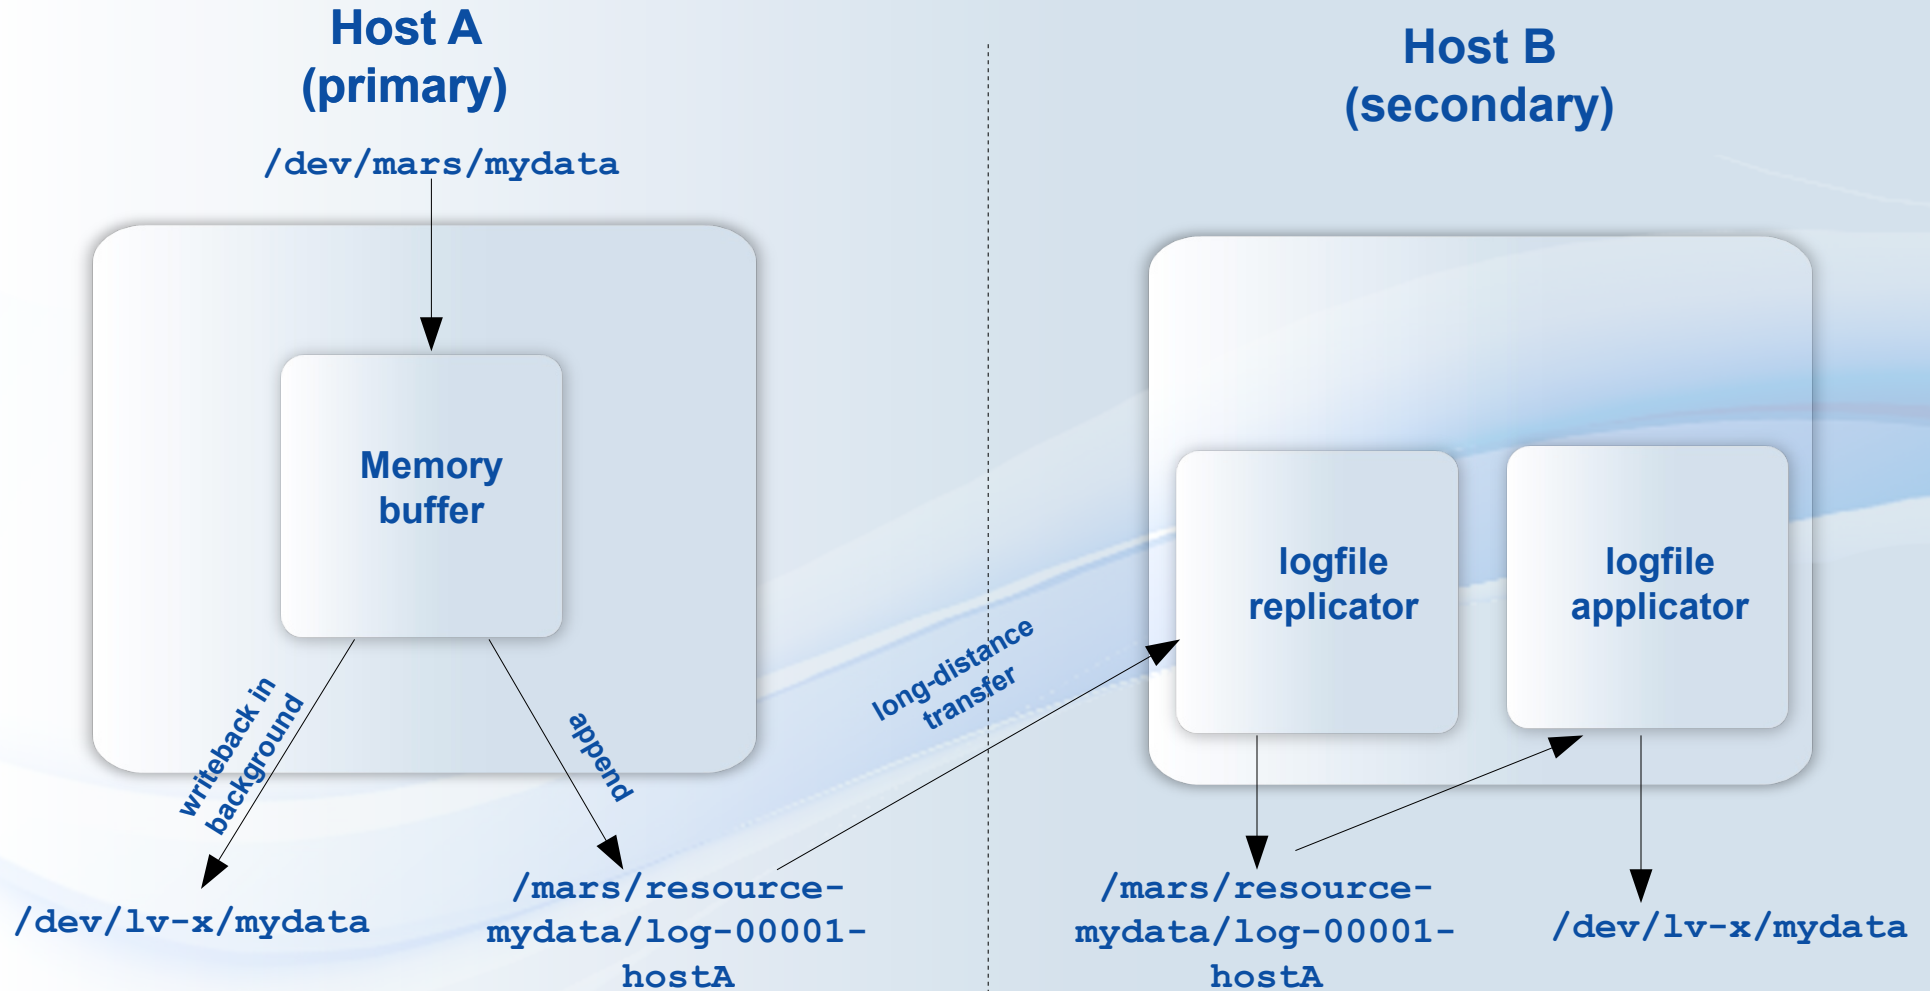 Host A
(primary)
Host B
(secondary)
/dev/mars/mydata
Memory
buffer
logfile
replicator
logfile
applicator
writeback in
background
append
long-distance
transfer
/dev/lv-x/mydata
/mars/resource-
mydata/log-00001-
hostA
/mars/resource-
mydata/log-00001-
hostA
/dev/lv-x/mydata